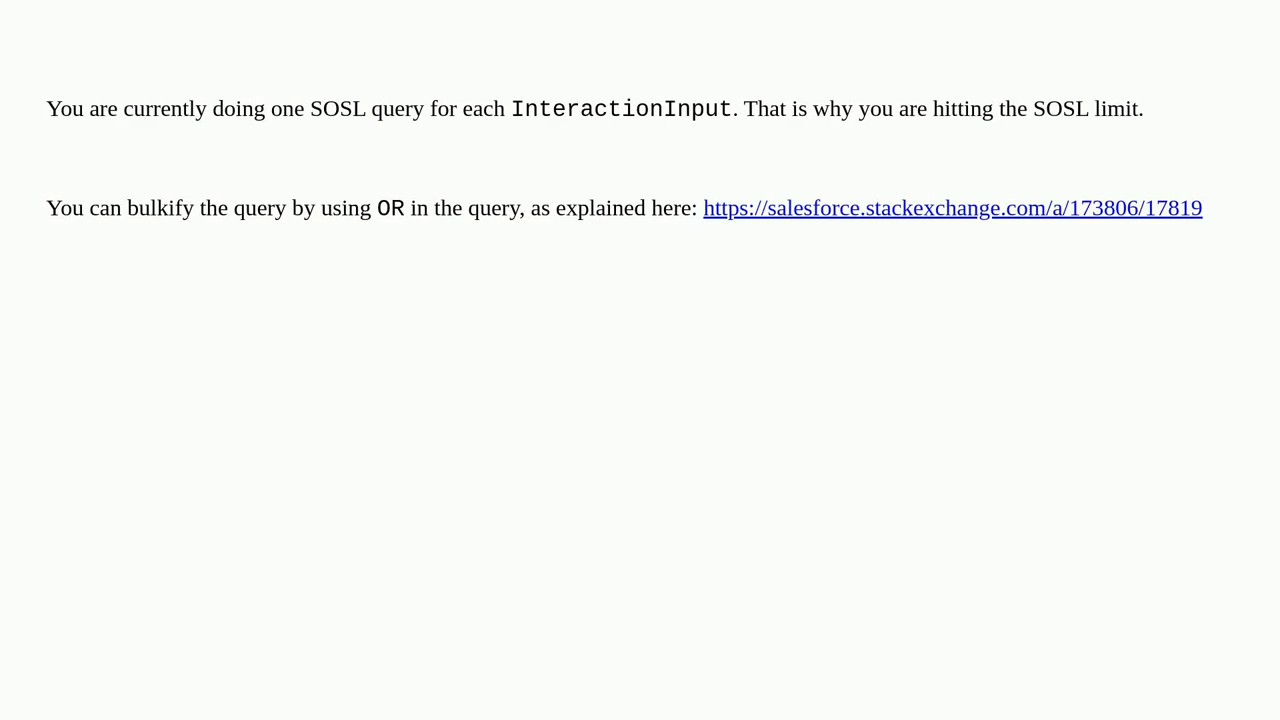 You are currently doing one SOSL query for each InteractionInput. That is why you are hitting the SOSL limit.
You can bulkify the query by using OR in the query, as explained here: https://salesforce.stackexchange.com/a/173806/17819